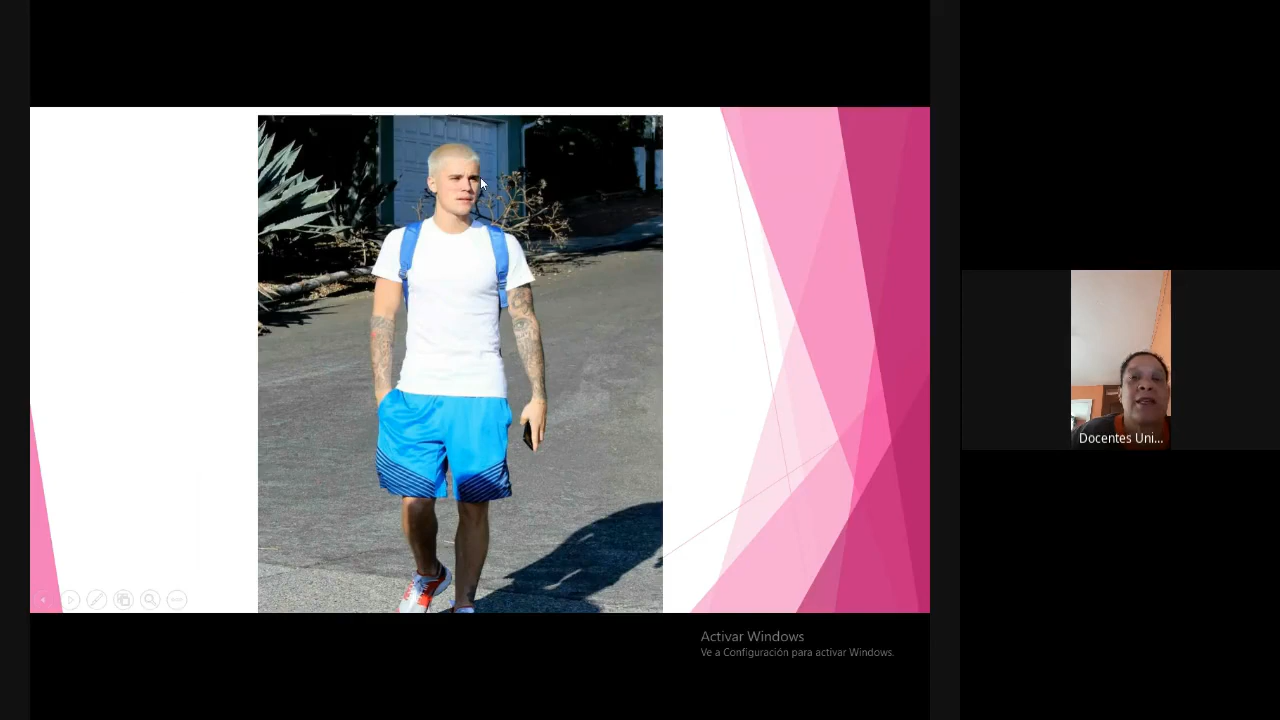 Docentes Uni...
Activar Windows
Ve a Configuración para activar Windows.